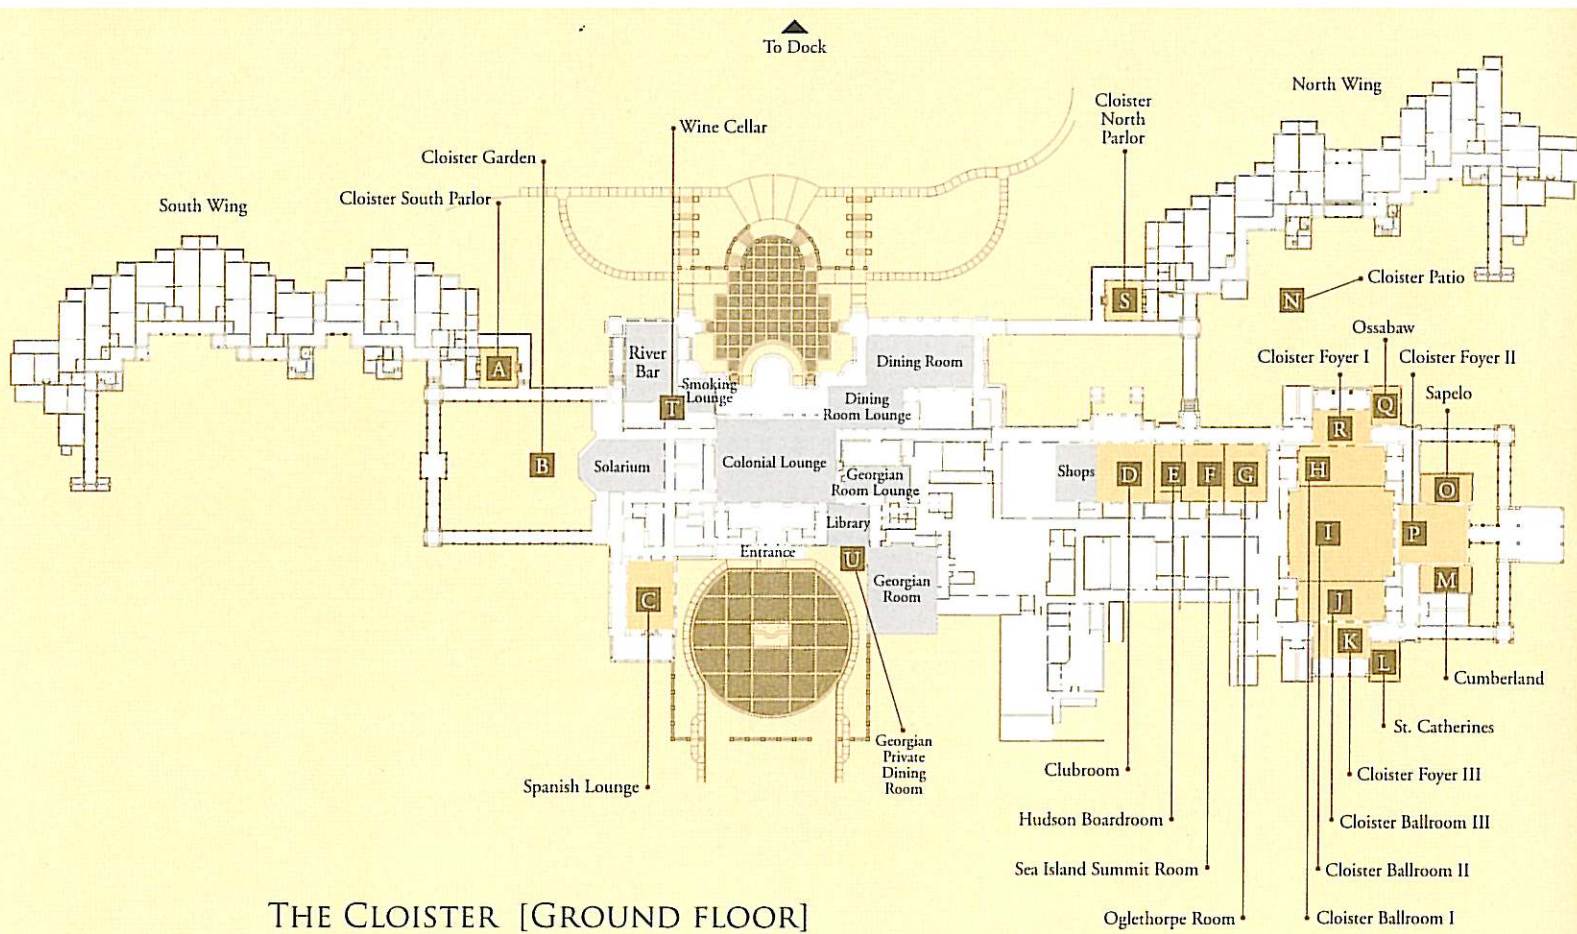 To Dock
North Wing
Cloister
North
Parlor
Wine Cellar
Cloister Garden
Cloister South Parlor
South Wing
Cloister Patio
N
S
Ossabaw
Cloister Foyer I
Cloister Foyer II
Sapelo
River
Bar
Dining Room
A
Smoking
Lounge
T
Dining
Room Lounge
Q
R
B
Solarium
Colonial Lounge
Georgian
Room Lounge
Shops
D
E
F
G
H
O
Library
I
P
Entrance
U
Georgian
Room
C
M
J
K
L
Cumberland
St. Catherines
Georgian
Private
Dining
Room
Spanish Lounge
Clubroom
Cloister Foyer III
Hudson Boardroom
Cloister Ballroom III
Sea Island Summit Room
Cloister Ballroom II
Oglethorpe Room
Cloister Ballroom I
THE CLOISTER [GROUND FLOOR]